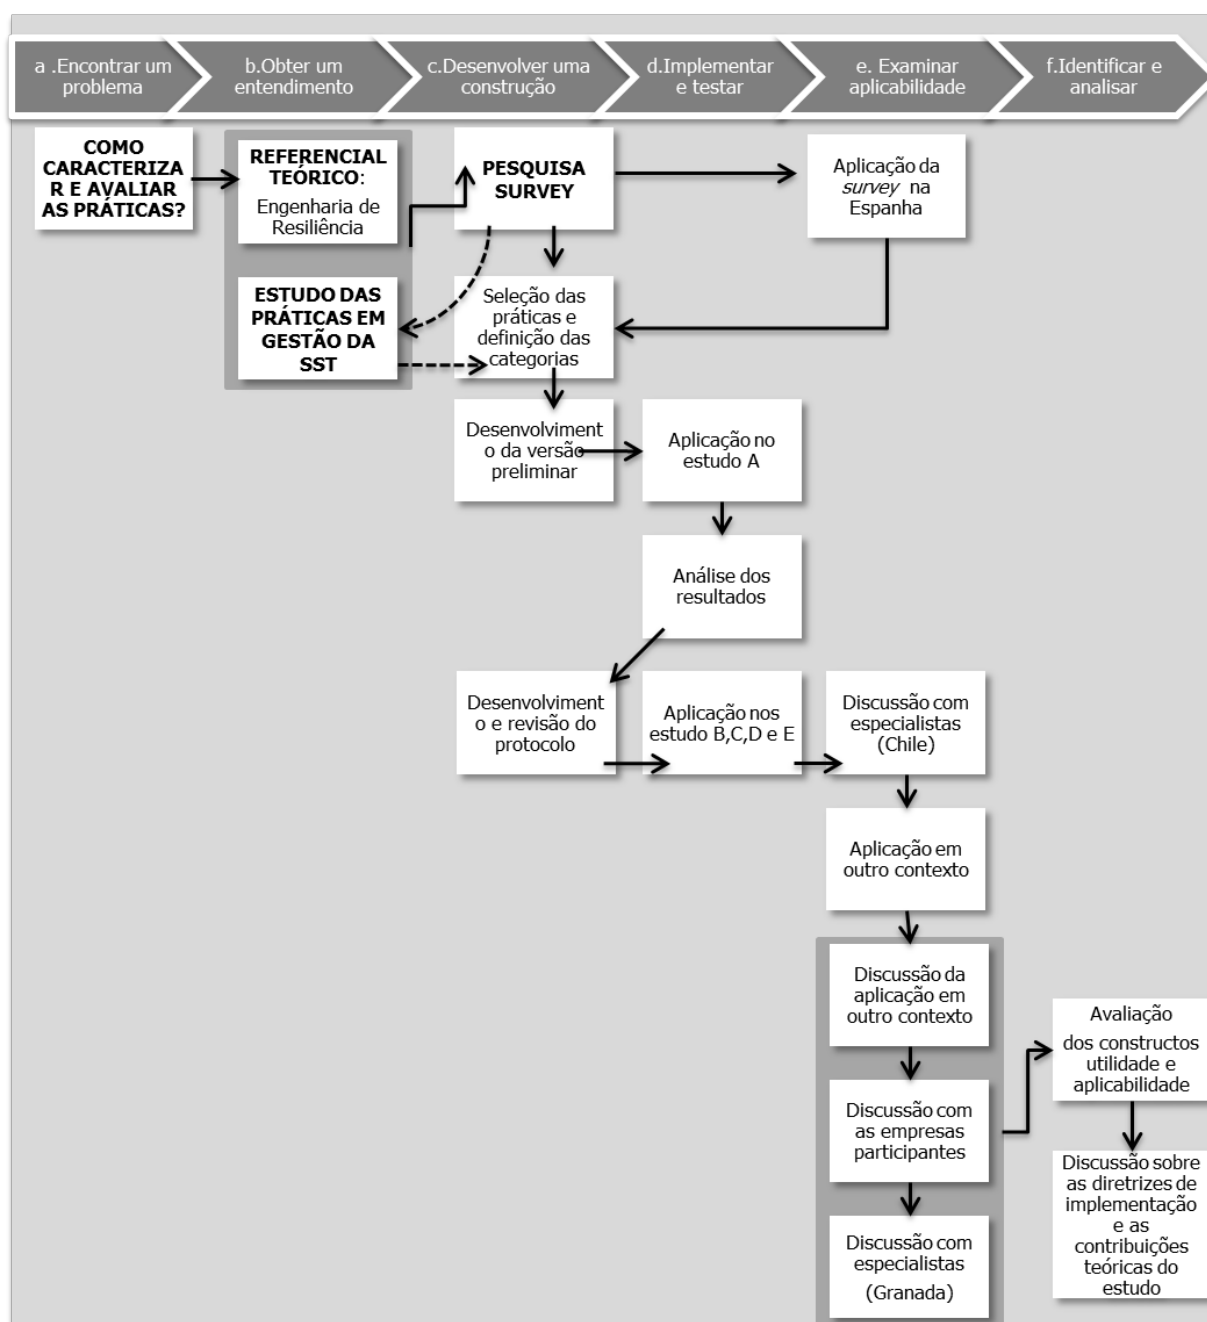 a .Encontrar um
problema
b.Obter um
entendimento
c.Desenvolver uma
construção
d.Implementar
e testar
e. Examinar
aplicabilidade
f.Identificar e
analisar
COMO
CARACTERIZA
R E AVALIAR
AS PRÁTICAS?
REFERENCIAL
TEÓRICO:
Engenharia de
Resiliência
PESQUISA
SURVEY
Aplicação da
survey na
Espanha
ESTUDO DAS
PRÁTICAS EM
GESTÃO DA
SST
Seleção das
práticas e
definição das
categorias
Desenvolviment
o da versão
preliminar
Aplicação no
estudo A
Análise dos
resultados
Desenvolviment
o e revisão do
protocolo
Aplicação nos
estudo B,C,D e E
Discussão com
especialistas
(Chile)
Aplicação em
outro contexto
Discussão da
aplicação em
outro contexto
Avaliação
dos constructos
utilidade e
aplicabilidade
Discussão com
as empresas
participantes
Discussão sobre
as diretrizes de
implementação
e as
contribuições
teóricas do
estudo
Discussão com
especialistas
(Granada)